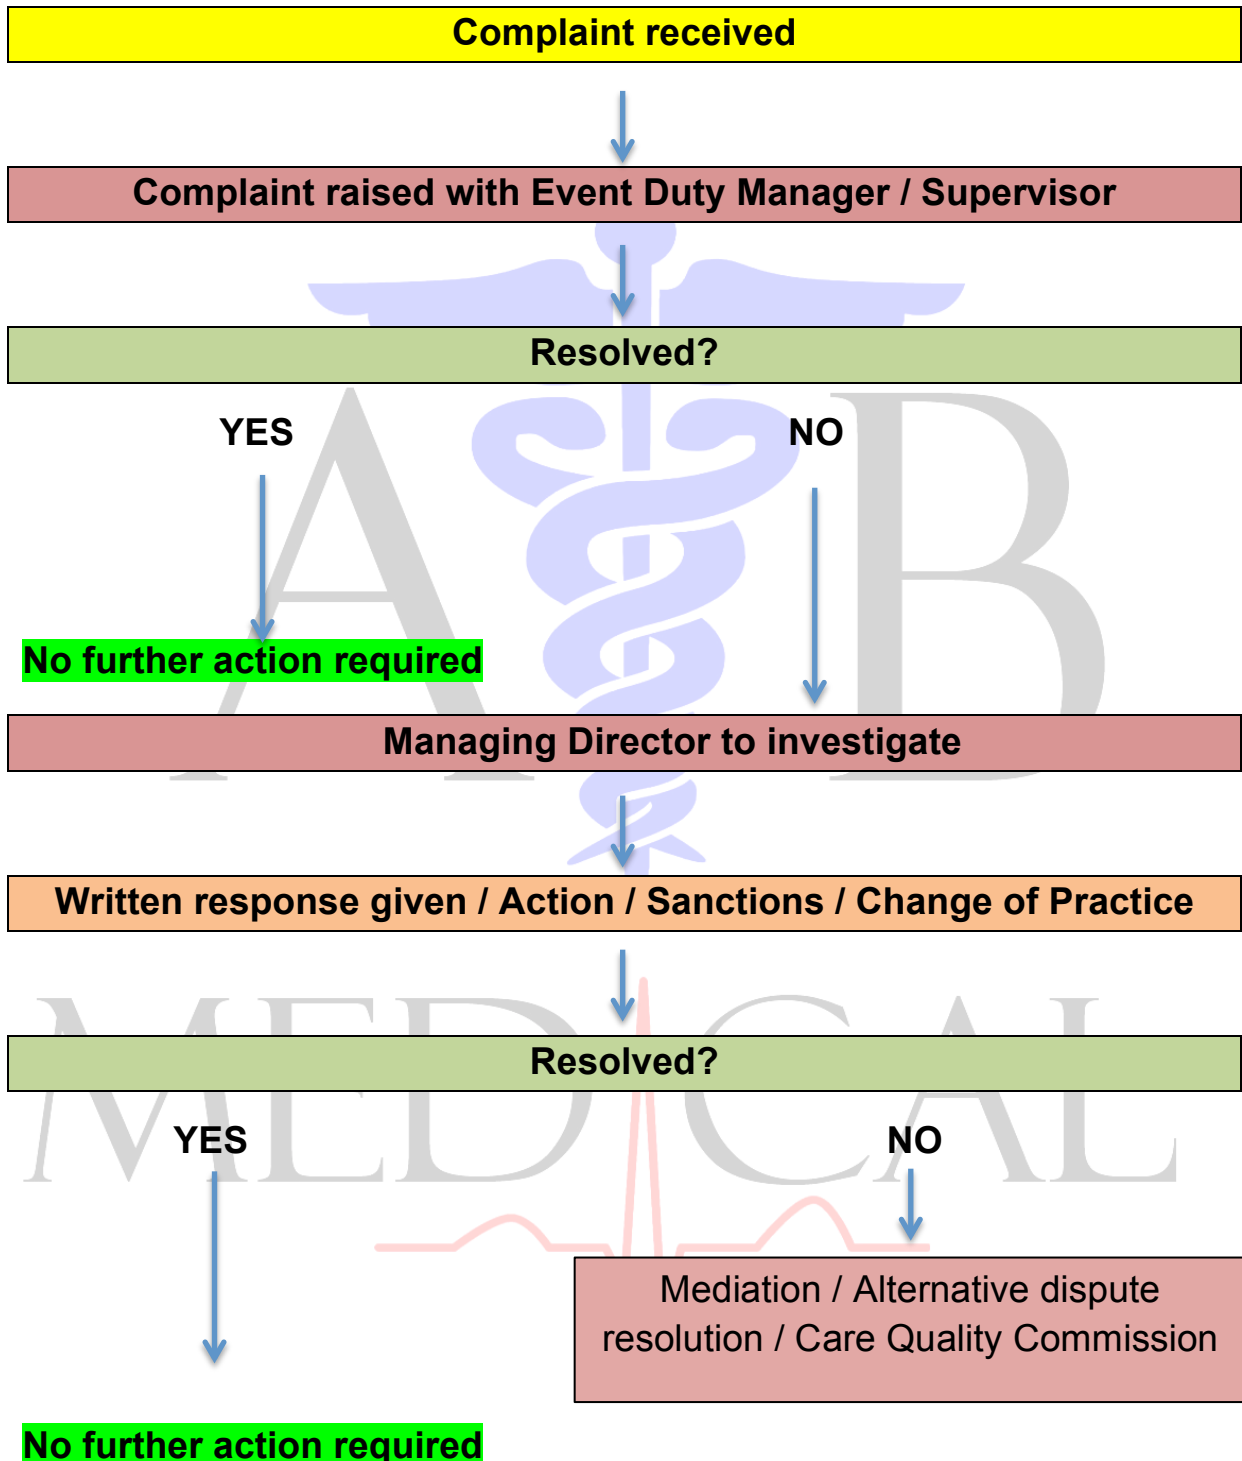 Complaint received
Complaint raised with Event Duty Manager / Supervisor
Resolved?
YES
NO
No further action required
Managing Director to investigate
Written response given / Action / Sanctions / Change of Practice
Resolved?
YES
NO
Mediation / Alternative dispute
resolution / Care Quality Commission
No further action required
A B
MEDICAL